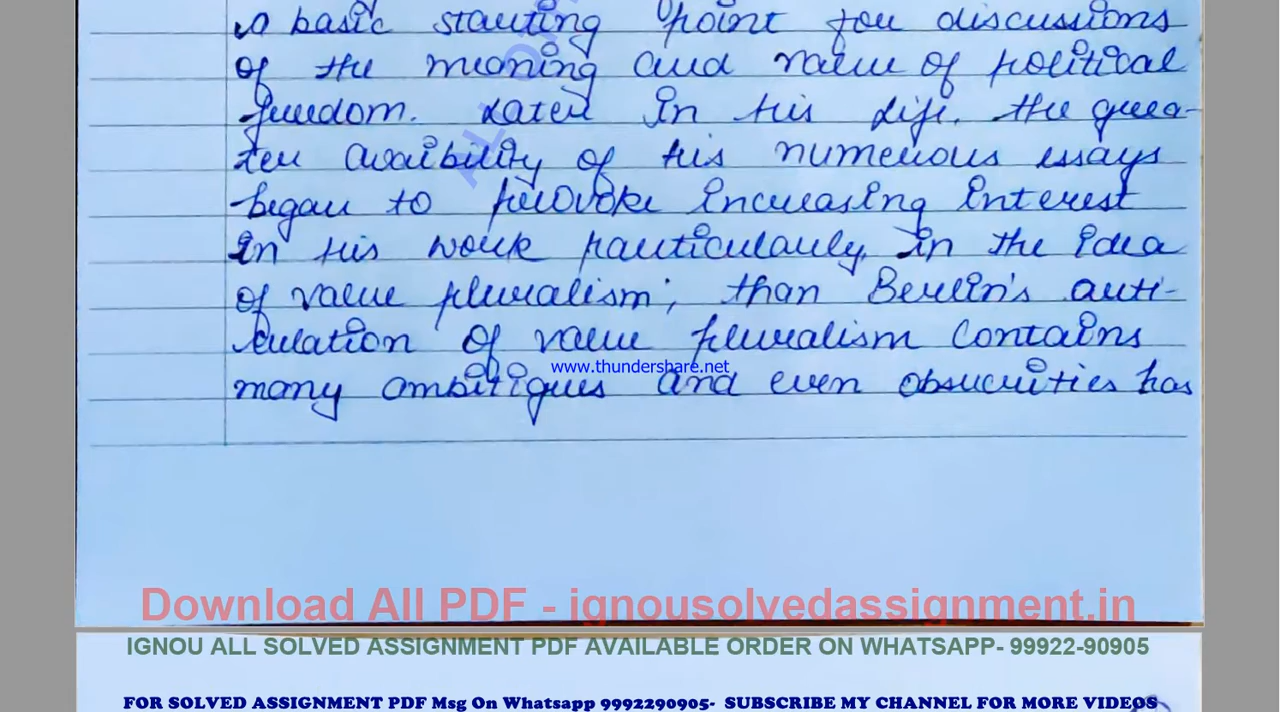 a basic starting point for discussions
of the meaning and value of political
freedom. Later in his life. the grea-
ter avaibility of his numerous essays
began to provoke increasing interest
in his work particularly, in the idea
of value pluralism; than Berlin's arti-
culation of value pluralism contains
www.thundershare.net
many ambitigues and even obsucrities has
Download All PDF - ignousolvedassignment.in
IGNOU ALL SOLVED ASSIGNMENT PDF AVAILABLE ORDER ON WHATSAPP- 99922-90905
FOR SOLVED ASSIGNMENT PDF Msg On Whatsapp 9992290905- SUBSCRIBE MY CHANNEL FOR MORE VIDEOS